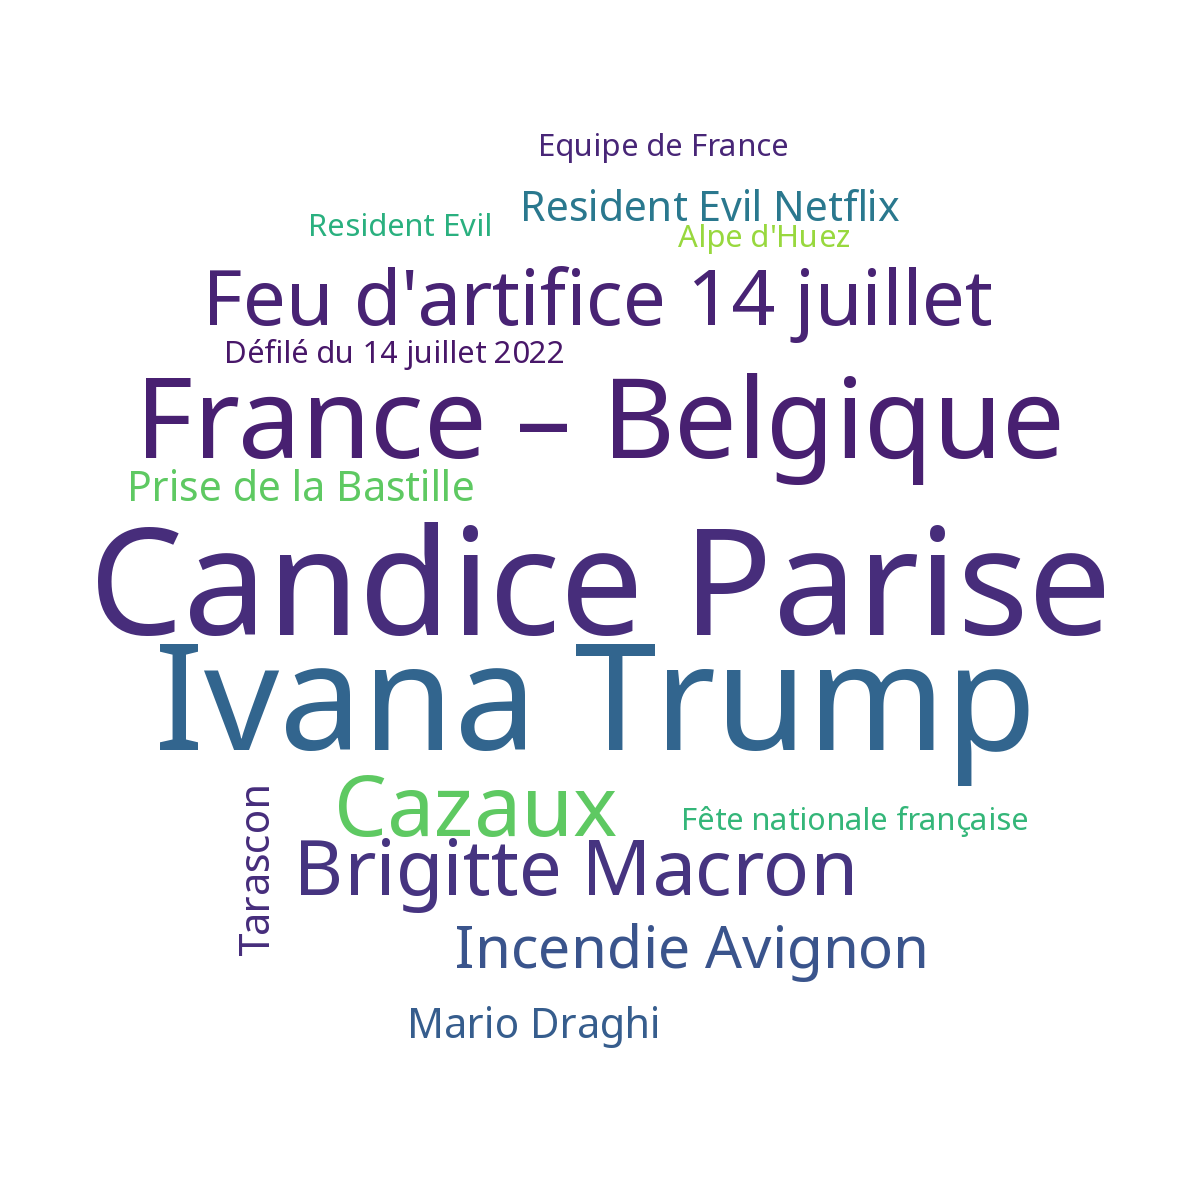 Equipe de France
Resident Evil Netflix
Resident Evil
Alpe d'Huez
Feu d'artifice 14 juillet
Défilé du 14 juillet 2022
France – Belgique
Prise de la Bastille
Candice Parise
Ivana Trump
Cazaux
Fête nationale française
Tarascon
Brigitte Macron
Incendie Avignon
Mario Draghi